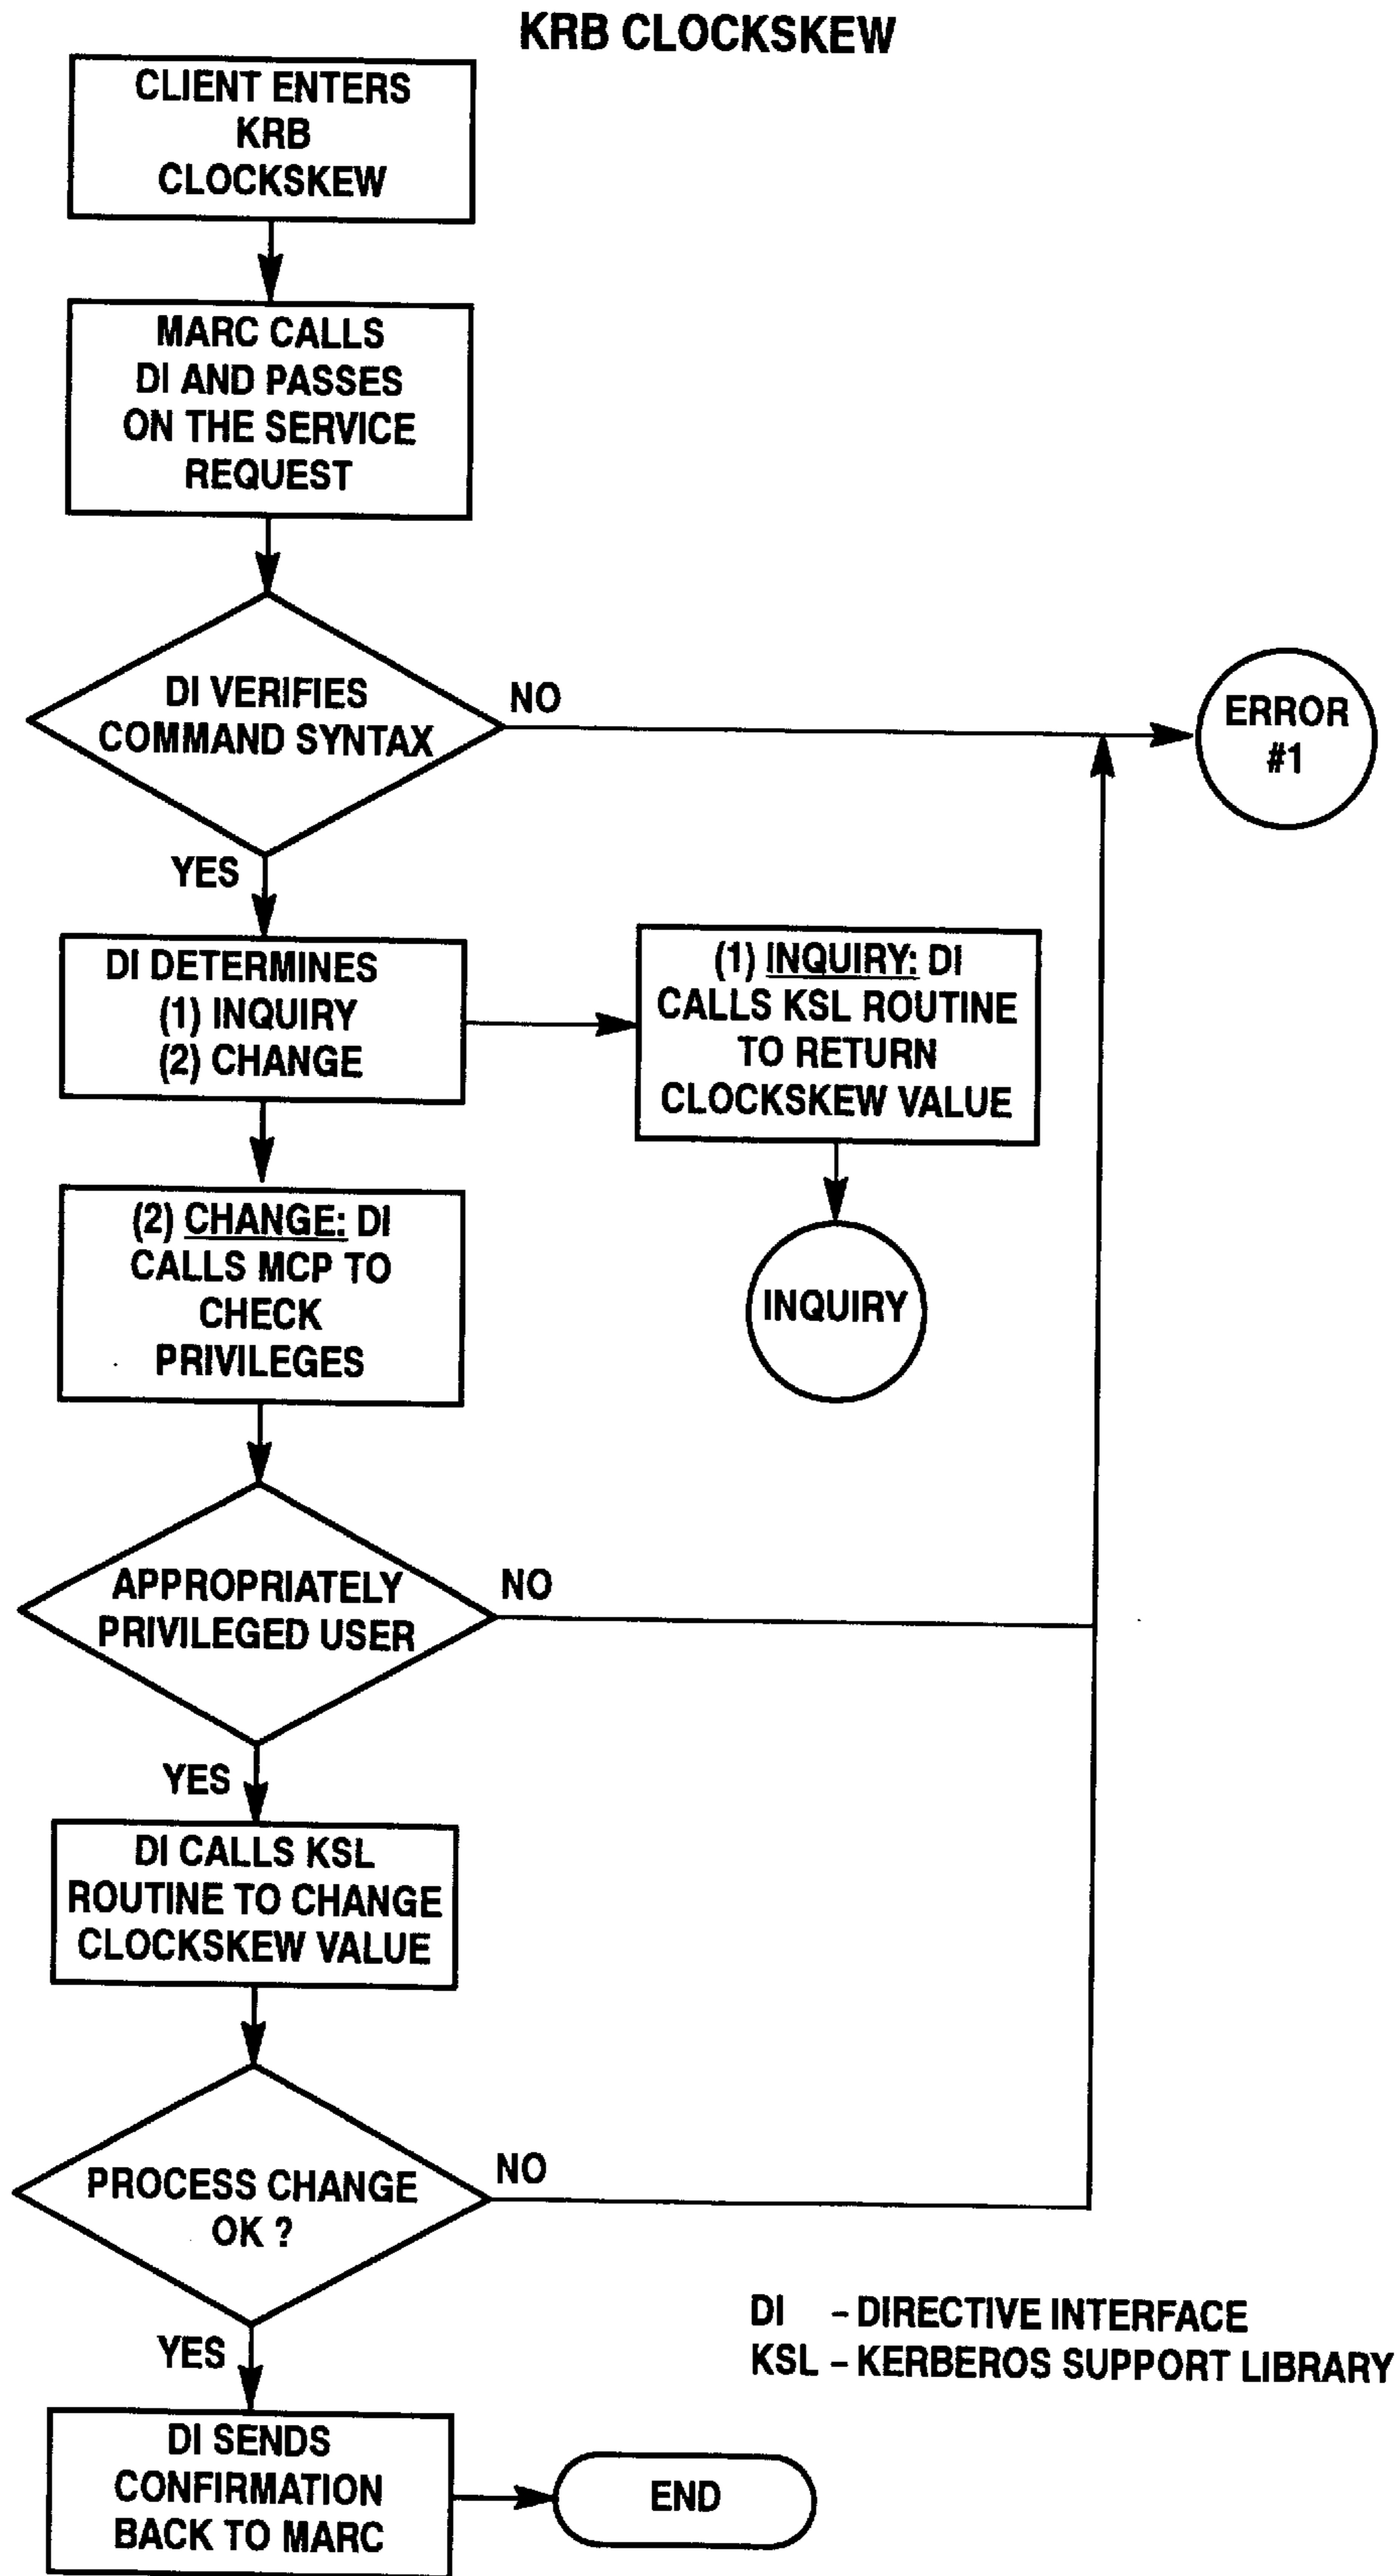 KRB CLOCKSKEW
CLIENT ENTERS
KRB
CLOCKSKEW
MARC CALLS
DI AND PASSES
ON THE SERVICE
REQUEST
DI VERIFIES
COMMAND SYNTAX
NO
ERROR
#1
YES
DI DETERMINES
(1) INQUIRY
(2) CHANGE
(1) INQUIRY: DI
CALLS KSL ROUTINE
TO RETURN
CLOCKSKEW VALUE
INQUIRY
(2) CHANGE: DI
CALLS MCP TO
CHECK
PRIVILEGES
APPROPRIATELY
PRIVILEGED USER
NO
YES
DI CALLS KSL
ROUTINE TO CHANGE
CLOCKSKEW VALUE
PROCESS CHANGE
OK ?
NO
YES
DI – DIRECTIVE INTERFACE
KSL – KERBEROS SUPPORT LIBRARY
DI SENDS
CONFIRMATION
BACK TO MARC
END